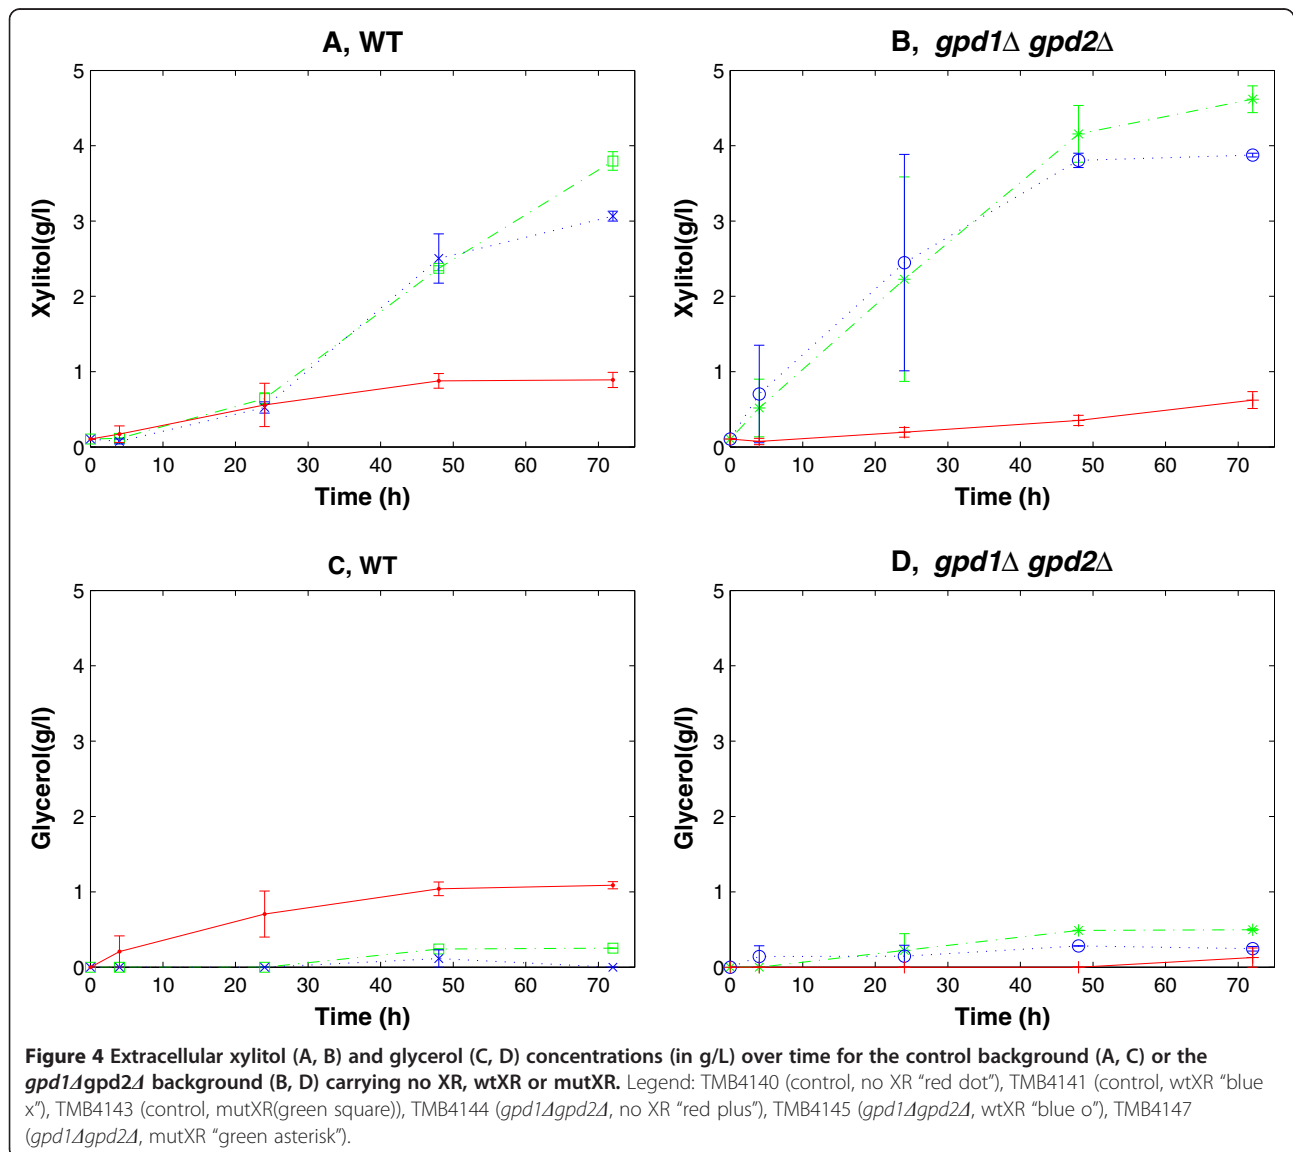 A, WT
B, gpd1Δ gpd2Δ
5
4
3
2
1
0
Xylitol(g/l)
0 10 20 30 40 50 60 70
Time (h)
5
4
3
2
1
0
Xylitol(g/l)
0 10 20 30 40 50 60 70
Time (h)
C, WT
D, gpd1Δ gpd2Δ
5
4
3
2
1
0
Glycerol(g/l)
0 10 20 30 40 50 60 70
Time (h)
5
4
3
2
1
0
Glycerol(g/l)
0 10 20 30 40 50 60 70
Time (h)
Figure 4 Extracellular xylitol (A, B) and glycerol (C, D) concentrations (in g/L) over time for the control background (A, C) or the
gpd1Δgpd2Δ background (B, D) carrying no XR, wtXR or mutXR. Legend: TMB4140 (control, no XR “red dot”), TMB4141 (control, wtXR “blue
x”), TMB4143 (control, mutXR(green square)), TMB4144 (gpd1Δgpd2Δ, no XR “red plus”), TMB4145 (gpd1Δgpd2Δ, wtXR “blue o”), TMB4147
(gpd1Δgpd2Δ, mutXR “green asterisk”).